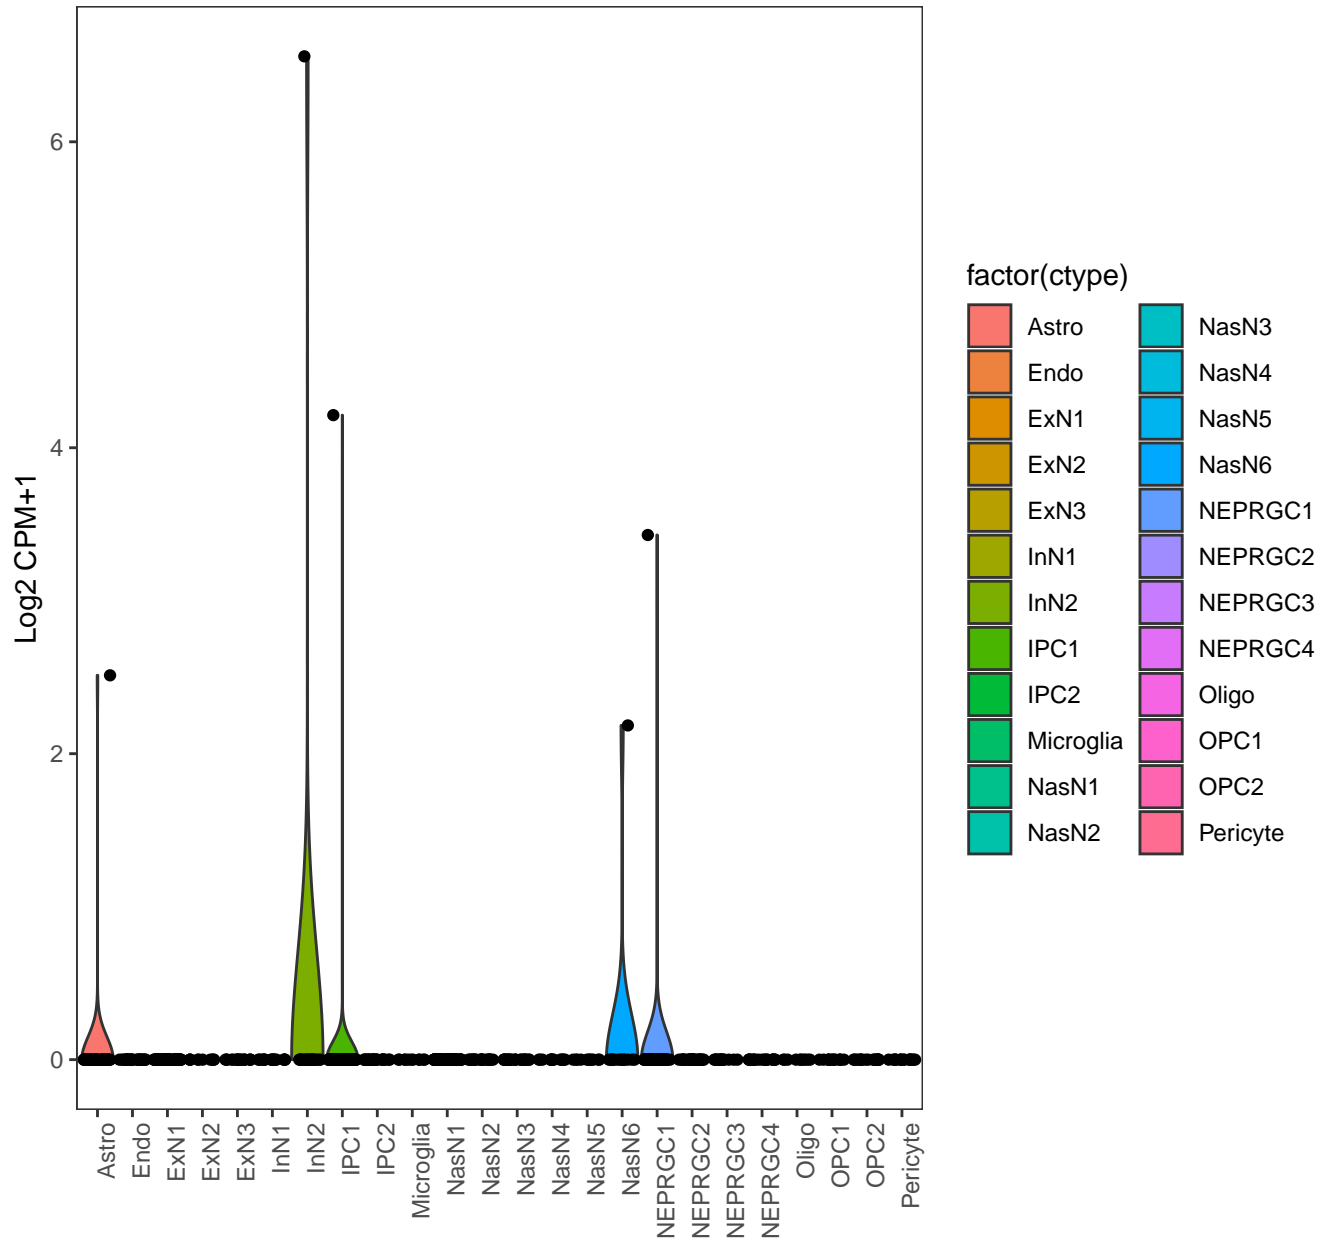 6
4
2
0
Log2 CPM+1
Astro
Endo
ExN1
ExN2
ExN3
InN1
InN2
IPC1
IPC2
Microglia
NasN1
NasN2
NasN3
NasN4
NasN5
NasN6
NEPRGC1
NEPRGC2
NEPRGC3
NEPRGC4
Oligo
OPC1
OPC2
Pericyte
factor(ctype)
Astro
Endo
ExN1
ExN2
ExN3
InN1
InN2
IPC1
IPC2
Microglia
NasN1
NasN2
NasN3
NasN4
NasN5
NasN6
NEPRGC1
NEPRGC2
NEPRGC3
NEPRGC4
Oligo
OPC1
OPC2
Pericyte